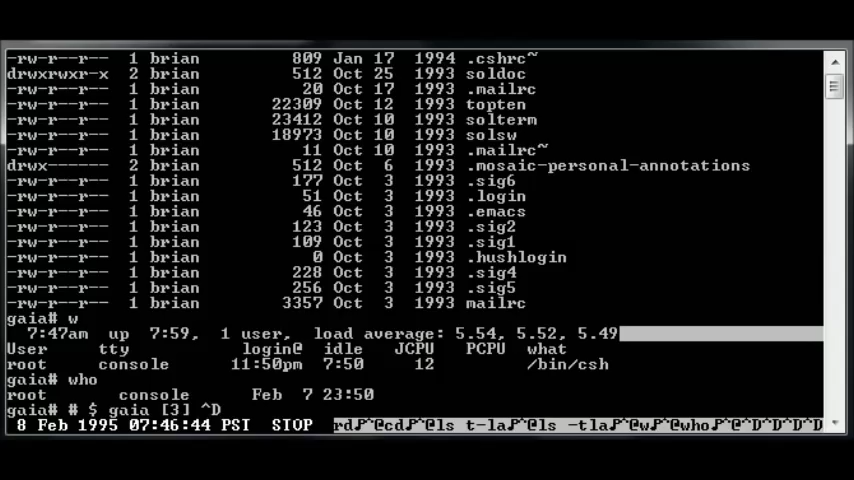 -rw-r--r-- 1 brian 809 Jan 17 1994 .cshrc~
drwxrwxr-x 2 brian 512 Oct 25 1993 soldoc
-rw-r--r-- 1 brian 20 Oct 17 1993 .mailrc
-rw-r--r-- 1 brian 22309 Oct 12 1993 topten
-rw-r--r-- 1 brian 23412 Oct 10 1993 solterm
-rw-r--r-- 1 brian 18973 Oct 10 1993 solsw
-rw-r--r-- 1 brian 11 Oct 10 1993 .mailrc~
drwx------ 2 brian 512 Oct 6 1993 .mosaic-personal-annotations
-rw-r--r-- 1 brian 177 Oct 3 1993 .sig6
-rw-r--r-- 1 brian 51 Oct 3 1993 .login
-rw-r--r-- 1 brian 46 Oct 3 1993 .emacs
-rw-r--r-- 1 brian 123 Oct 3 1993 .sig2
-rw-r--r-- 1 brian 109 Oct 3 1993 .sig1
-rw-r--r-- 1 brian 0 Oct 3 1993 .hushlogin
-rw-r--r-- 1 brian 228 Oct 3 1993 .sig4
-rw-r--r-- 1 brian 256 Oct 3 1993 .sig5
-rw-r--r-- 1 brian 3357 Oct 3 1993 mailrc
gaia# w
7:47am up 7:59, 1 user, load average: 5.54, 5.52, 5.49
User tty login@ idle JCPU PCPU what
root console 11:50pm 7:50 12 /bin/csh
gaia# who
root console Feb 7 23:50
gaia# # $ gaia [3] ^D
8 Feb 1995 07:46:44 PST STOP rd♪^@cd♪^@ls t-la♪^@ls -tla♪^@w♪^@who♪^@^D^D^D^D